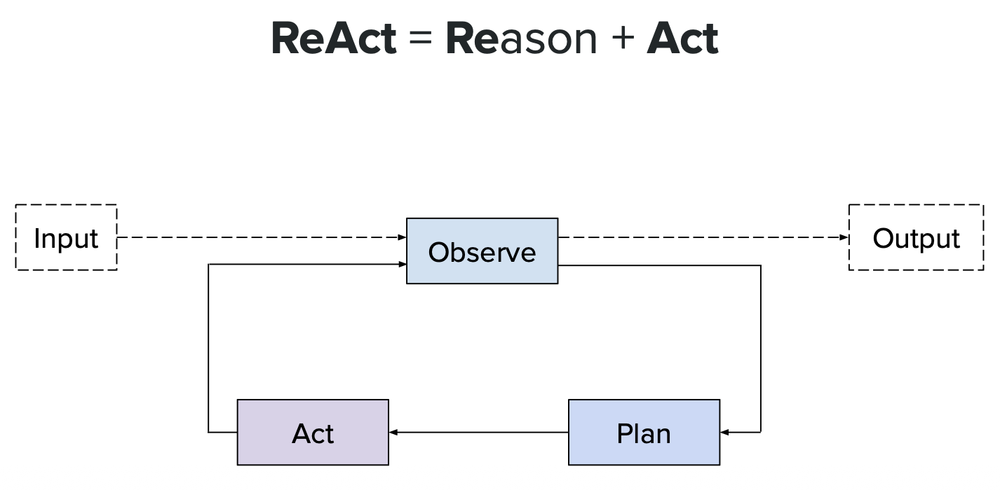 ReAct = Reason + Act
Input
Observe
Output
Act
Plan